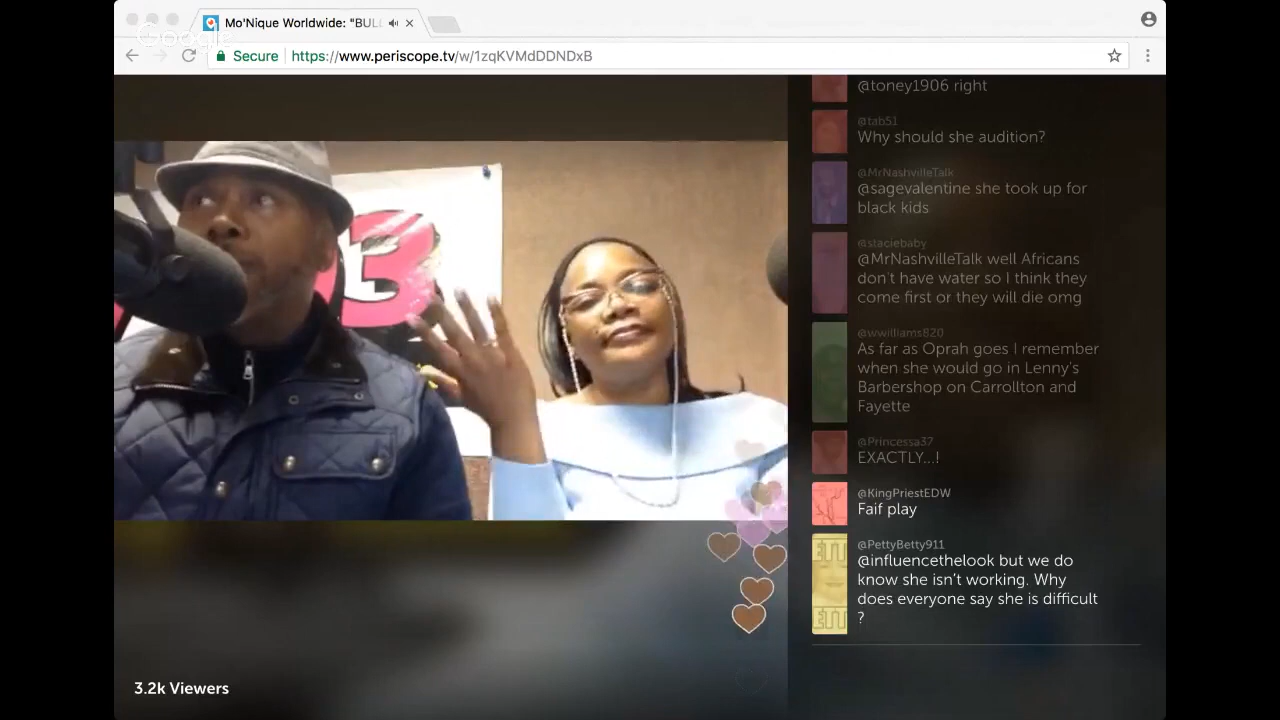 Mo'Nique Worldwide: "BUL
Google
Secure
https://www.periscope.tv/w/1zqKVMdDDNDxB
@toney1906 right
@tab51
Why should she audition?
@MrNashvilleTalk
@sagevalentine she took up for
black kids
@staciebaby
@MrNashvilleTalk well Africans
don't have water so I think they
come first or they will die omg
@wwilliams820
As far as Oprah goes I remember
when she would go in Lenny's
Barbershop on Carrollton and
Fayette
@Princessa37
EXACTLY...!
@KingPriestEDW
Faif play
@PettyBetty911
@influencethelook but we do
know she isn't working. Why
does everyone say she is difficult
?
3.2k Viewers
3